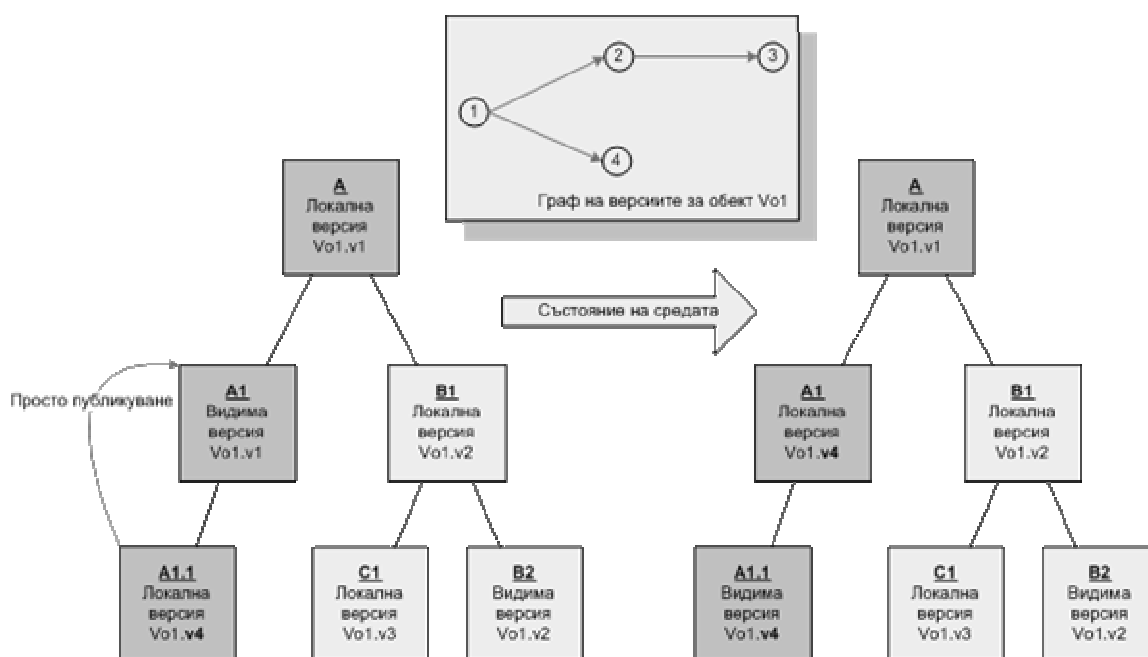 2
3
1
4
Граф на версиите за обект Vo1
A
Локална
версия
Vo1.v1
A
Локална
версия
Vo1.v1
Състояние на средата
Просто публикуване
A1
Видима
версия
Vo1.v1
B1
Локална
версия
Vo1.v2
A1
Локална
версия
Vo1.v4
B1
Локална
версия
Vo1.v2
A1.1
Локална
версия
Vo1.v4
C1
Локална
версия
Vo1.v3
B2
Видима
версия
Vo1.v2
A1.1
Видима
версия
Vo1.v4
C1
Локална
версия
Vo1.v3
B2
Видима
версия
Vo1.v2